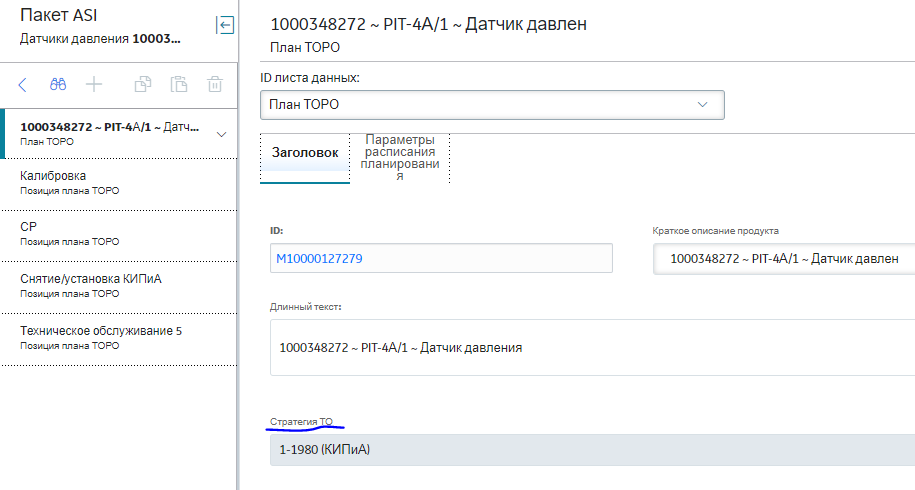 Пакет ASI
Датчики давления 10003...
1000348272 ~ PIT-4A/1 ~ Датч...
План ТОРО
Калибровка
Позиция плана ТОРО
СР
Позиция плана ТОРО
Снятие/установка КИПиА
Позиция плана ТОРО
Техническое обслуживание 5
Позиция плана ТОРО
1000348272 ~ PIT-4A/1 ~ Датчик давлен
План ТОРО
ID листа данных:
План ТОРО
Заголовок
Параметры
расписания
планировани
я
ID:
M10000127279
Краткое описание продукта
1000348272 ~ PIT-4A/1 ~ Датчик давлен
Длинный текст:
1000348272 ~ PIT-4A/1 ~ Датчик давления
Стратегия ТО
1-1980 (КИПиА)